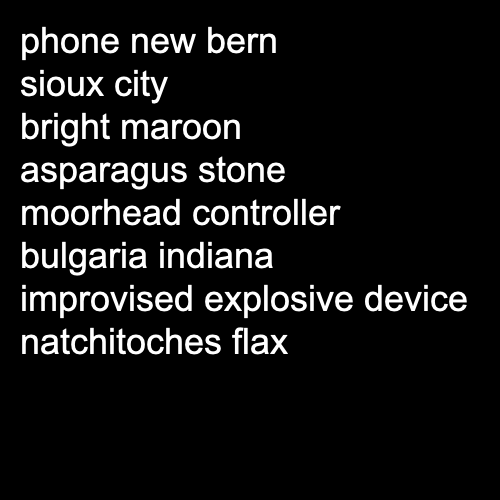 phone new bern
sioux city
bright maroon
asparagus stone
moorhead controller
bulgaria indiana
improvised explosive device
natchitoches flax